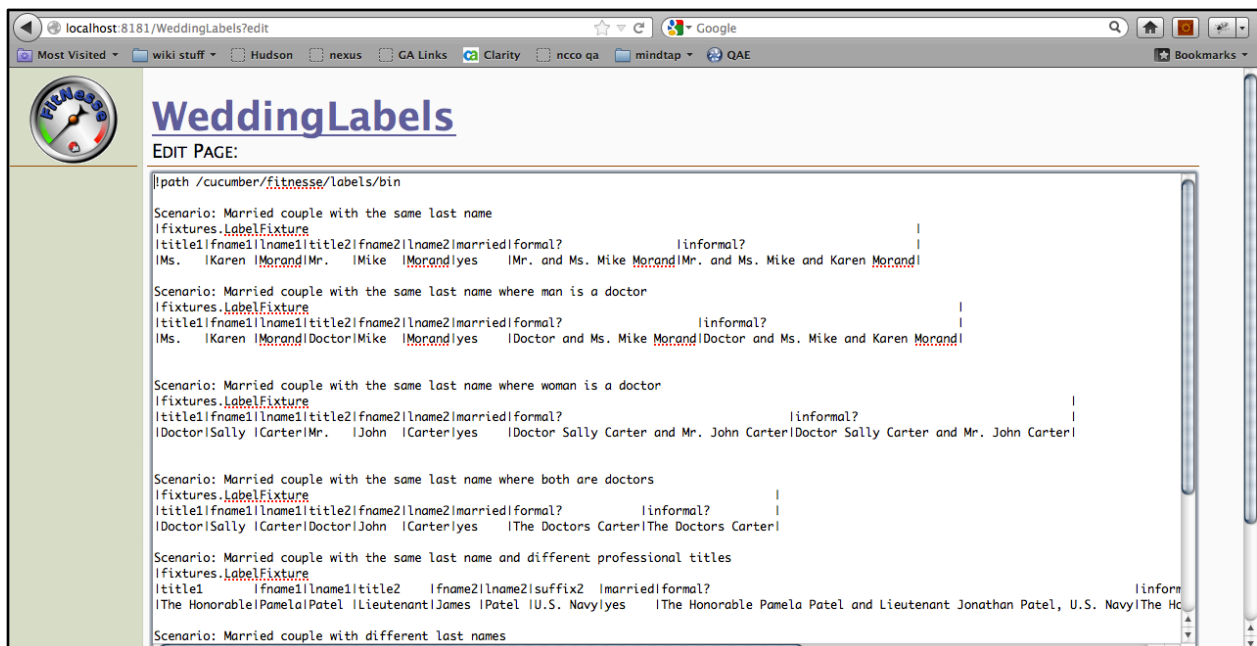 localhost:8181/WeddingLabels?edit Google
Most Visited wiki stuff Hudson nexus GA Links Clarity ncco qa mindtap QAE Bookmarks
FitNesse
WeddingLabels
EDIT PAGE:
!path /cucumber/fitnesse/labels/bin
Scenario: Married couple with the same last name
|fixtures.LabelFixture |
|title1|fname1|lname1|title2|fname2|lname2|married|formal? |informal? |
|Ms. |Karen |Morand|Mr. |Mike |Morand|yes |Mr. and Ms. Mike Morand|Mr. and Ms. Mike and Karen Morand|
Scenario: Married couple with the same last name where man is a doctor
|fixtures.LabelFixture |
|title1|fname1|lname1|title2|fname2|lname2|married|formal? |informal? |
|Ms. |Karen |Morand|Doctor|Mike |Morand|yes |Doctor and Ms. Mike Morand|Doctor and Ms. Mike and Karen Morand|
Scenario: Married couple with the same last name where woman is a doctor
|fixtures.LabelFixture |
|title1|fname1|lname1|title2|fname2|lname2|married|formal? |informal? |
|Doctor|Sally |Carter|Mr. |John |Carter|yes |Doctor Sally Carter and Mr. John Carter|Doctor Sally Carter and Mr. John Carter|
Scenario: Married couple with the same last name where both are doctors
|fixtures.LabelFixture |
|title1|fname1|lname1|title2|fname2|lname2|married|formal? |informal? |
|Doctor|Sally |Carter|Doctor|John |Carter|yes |The Doctors Carter|The Doctors Carter|
Scenario: Married couple with the same last name and different professional titles
|fixtures.LabelFixture
|title1 |fname1|lname1|title2 |fname2|lname2|suffix2 |married|formal? |inform
|The Honorable|Pamela|Patel |Lieutenant|James |Patel |U.S. Navy|yes |The Honorable Pamela Patel and Lieutenant Jonathan Patel, U.S. Navy|The Ho
Scenario: Married couple with different last names